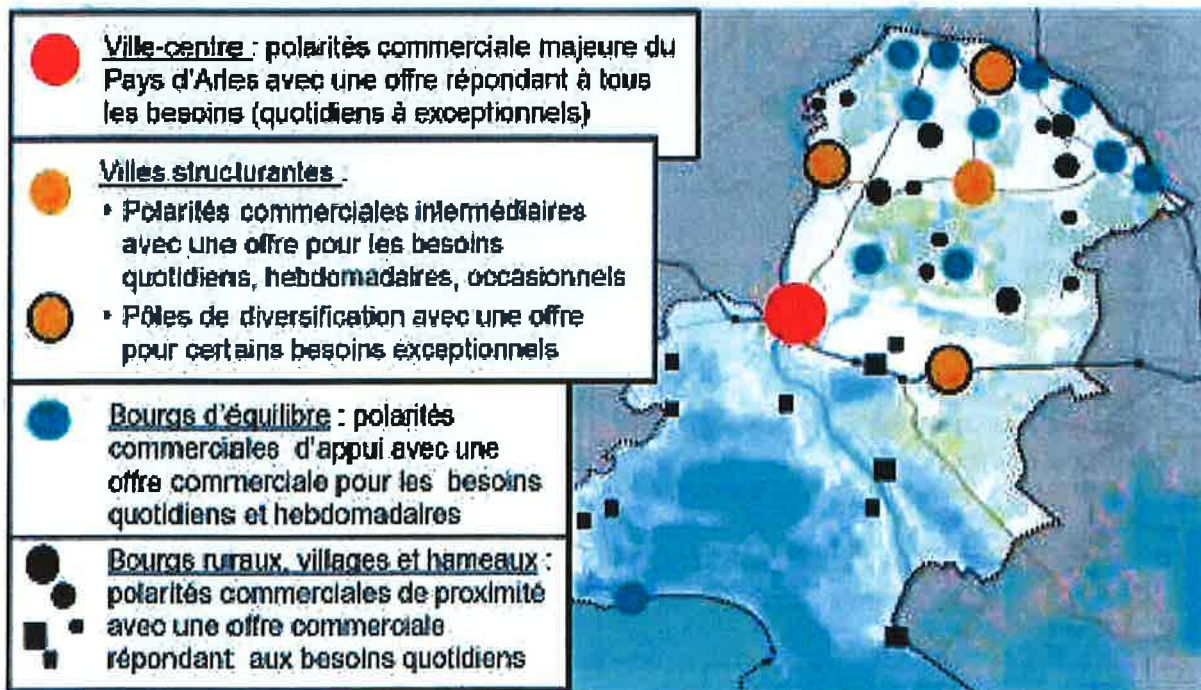 Ville-centre : polarités commerciale majeure du
Pays d'Arles avec une offre répondant à tous
les besoins (quotidiens à exceptionnels)
Villes structurantes :
• Polarités commerciales intermédiaires
avec une offre pour les besoins
quotidiens, hebdomadaires, occasionnels
• Pôles de diversification avec une offre
pour certains besoins exceptionnels
Bourgs d'équilibre : polarités
commerciales d'appui avec une
offre commerciale pour les besoins
quotidiens et hebdomadaires
Bourgs ruraux, villages et hameaux :
polarités commerciales de proximité
avec une offre commerciale
répondant aux besoins quotidiens